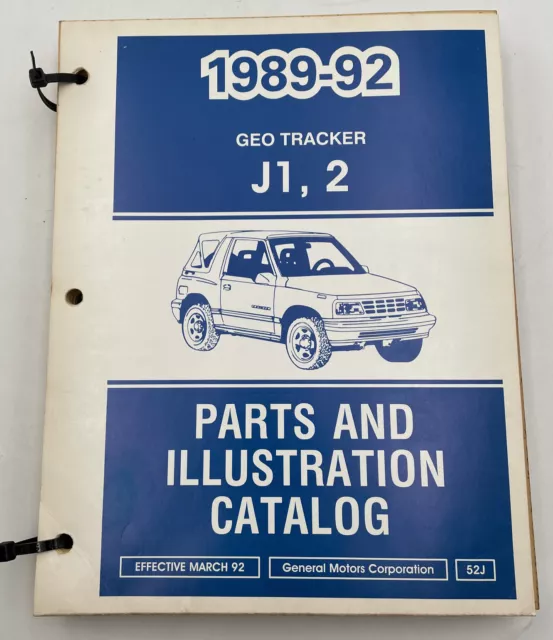 1989-92
GEO TRACKER
J1, 2
PARTS AND
ILLUSTRATION
CATALOG
EFFECTIVE MARCH 92
General Motors Corporation
52J